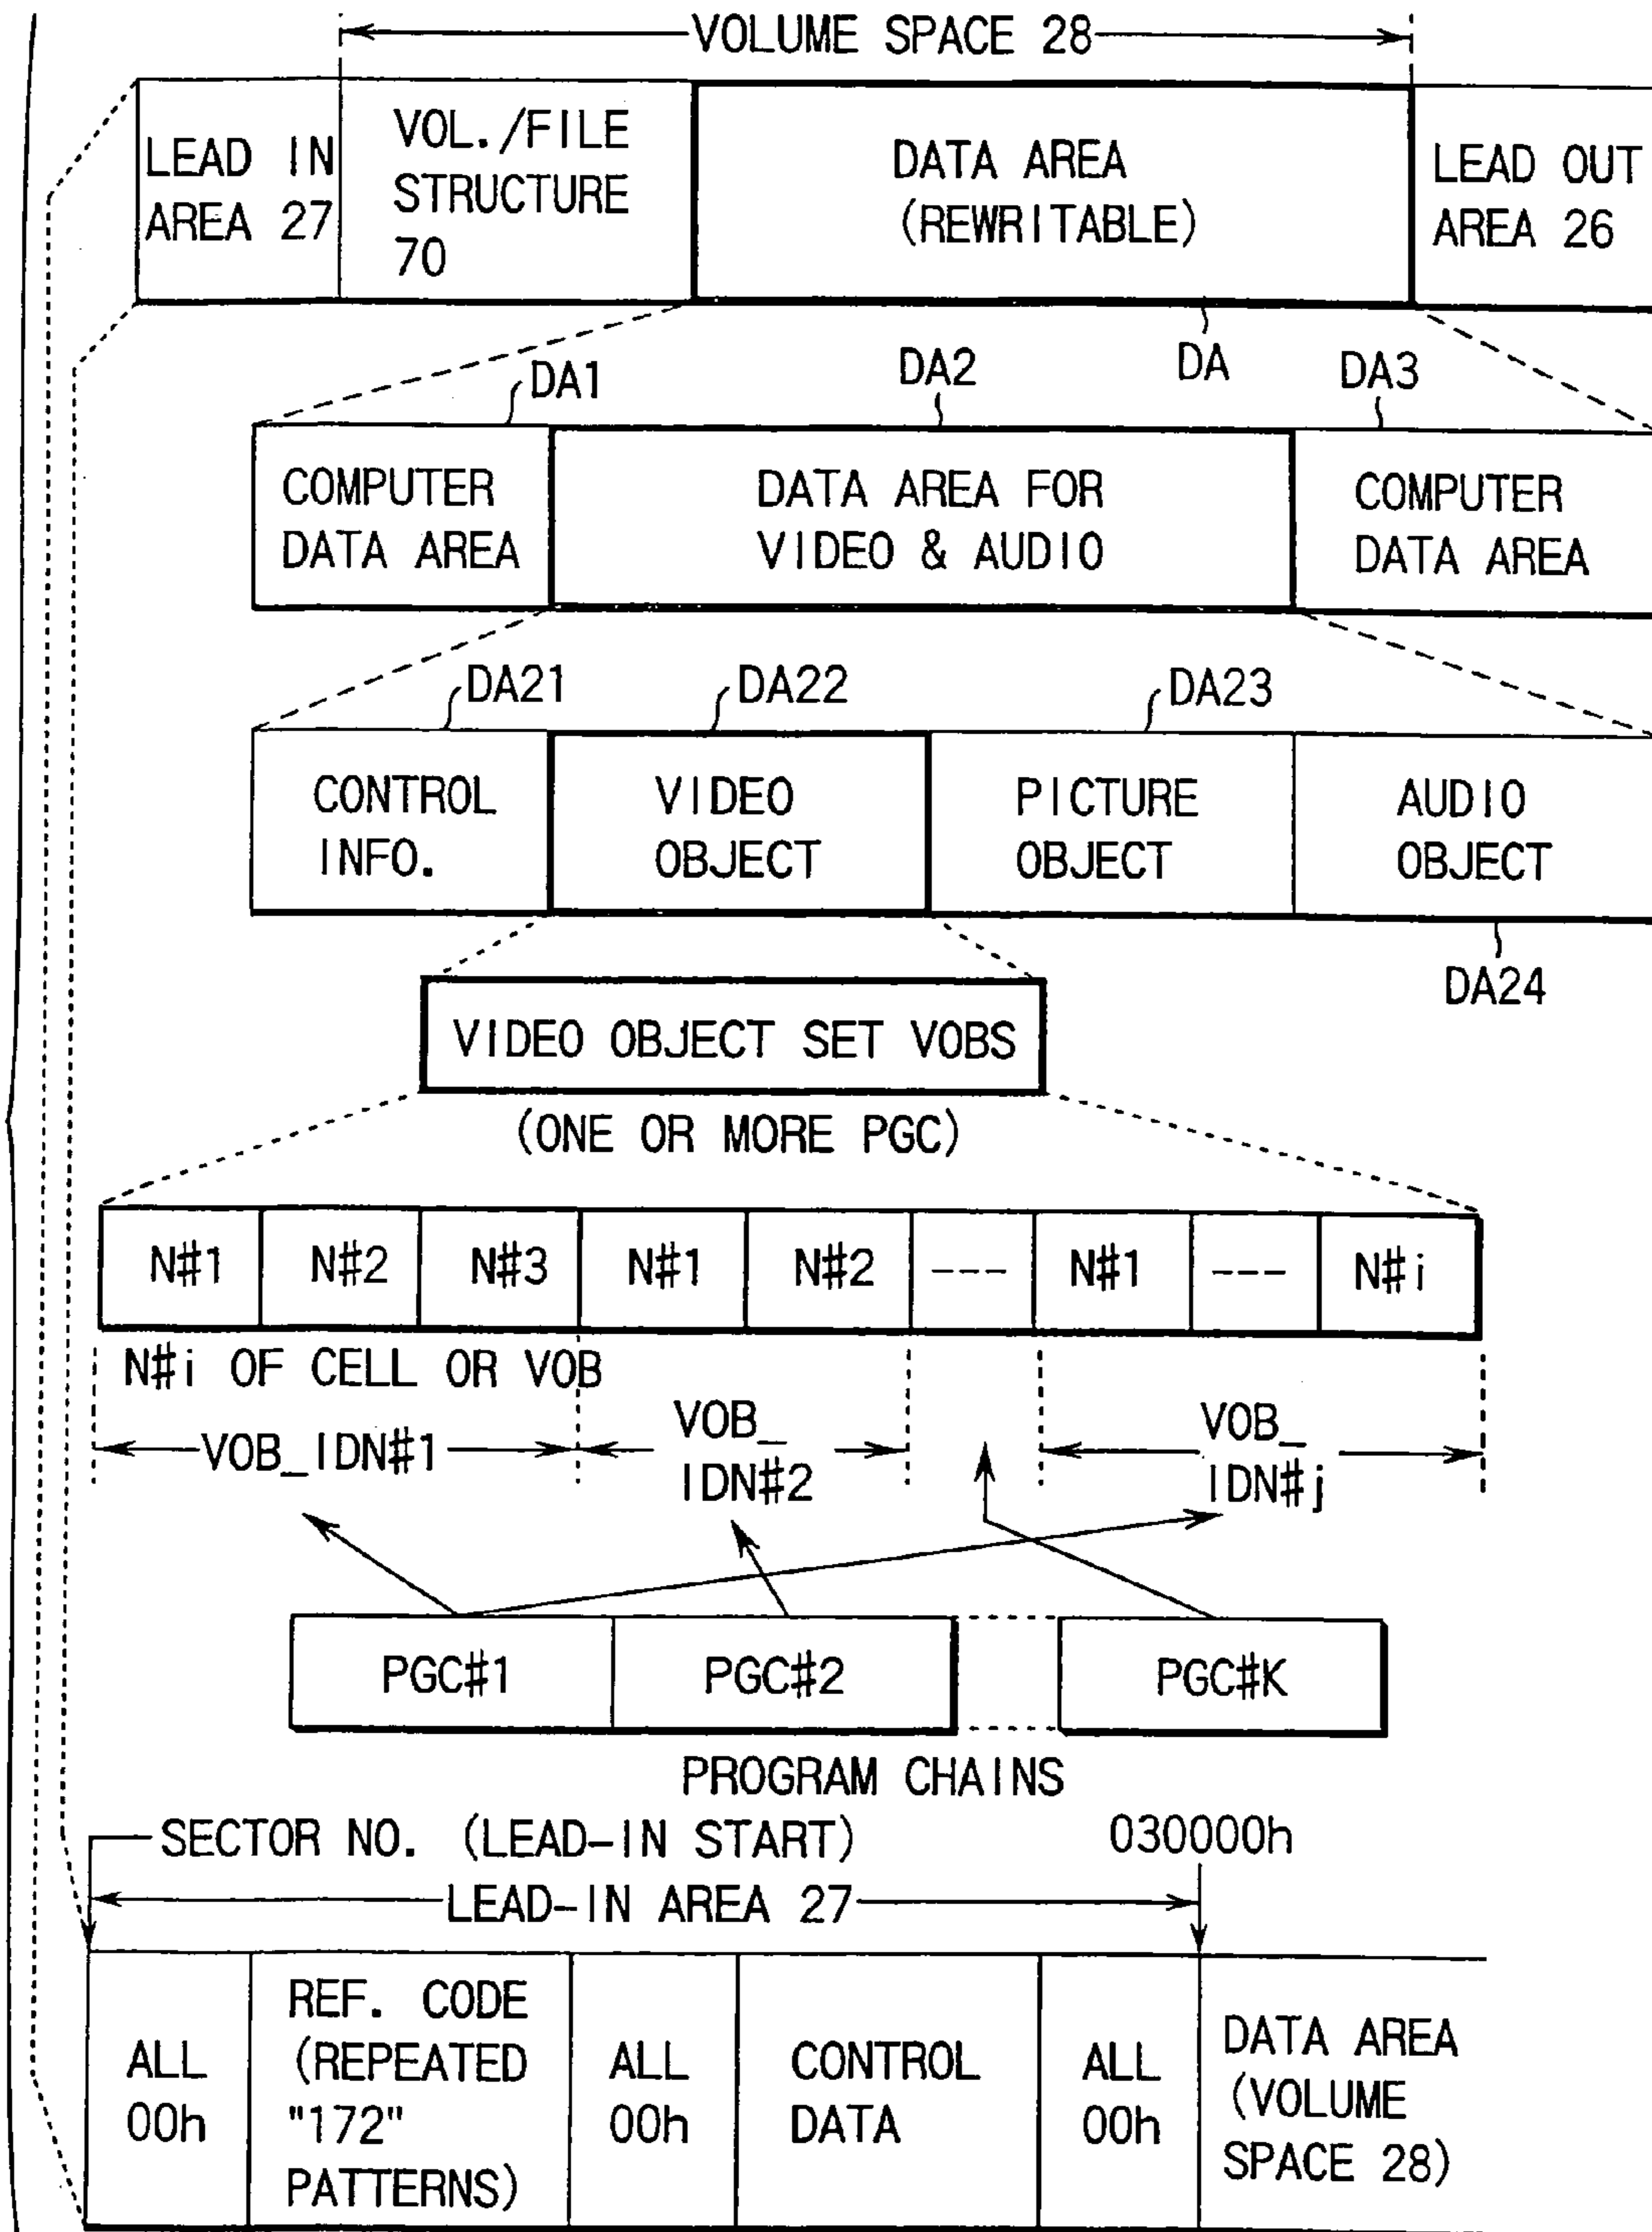 VOLUME SPACE 28
LEAD IN
AREA 27
VOL./FILE
STRUCTURE
70
DATA AREA
(REWRITABLE)
LEAD OUT
AREA 26
DA
DA1
DA2
DA3
COMPUTER
DATA AREA
DATA AREA FOR
VIDEO & AUDIO
COMPUTER
DATA AREA
DA21
DA22
DA23
CONTROL
INFO.
VIDEO
OBJECT
PICTURE
OBJECT
AUDIO
OBJECT
DA24
VIDEO OBJECT SET VOBS
(ONE OR MORE PGC)
N#1
N#2
N#3
N#1
N#2
---
N#1
---
N#i
N#i OF CELL OR VOB
VOB_IDN#1
VOB_
IDN#2
VOB_
IDN#j
PGC#1
PGC#2
PGC#K
PROGRAM CHAINS
SECTOR NO. (LEAD-IN START)
030000h
LEAD-IN AREA 27
ALL
00h
REF. CODE
(REPEATED
"172"
PATTERNS)
ALL
00h
CONTROL
DATA
ALL
00h
DATA AREA
(VOLUME
SPACE 28)